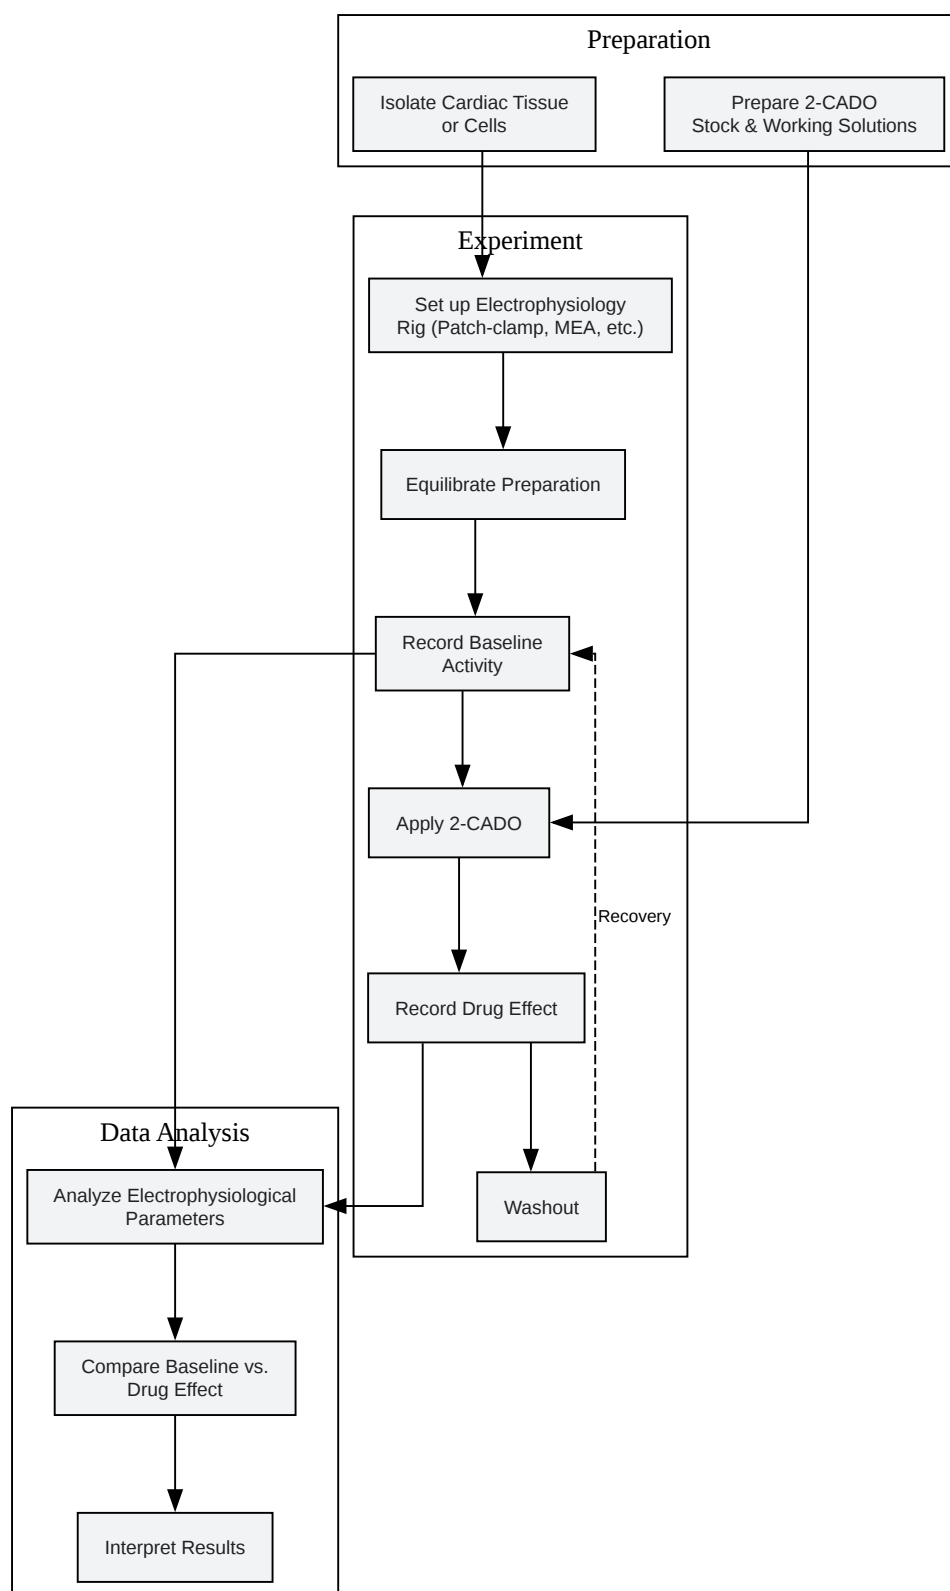 Preparation
Isolate Cardiac Tissue
or Cells
Prepare 2-CADO
Stock & Working Solutions
Experiment
Set up Electrophysiology
Rig (Patch-clamp, MEA, etc.)
Equilibrate Preparation
Record Baseline
Activity
Apply 2-CADO
Recovery
Record Drug Effect
Washout
Data Analysis
Analyze Electrophysiological
Parameters
Compare Baseline vs.
Drug Effect
Interpret Results